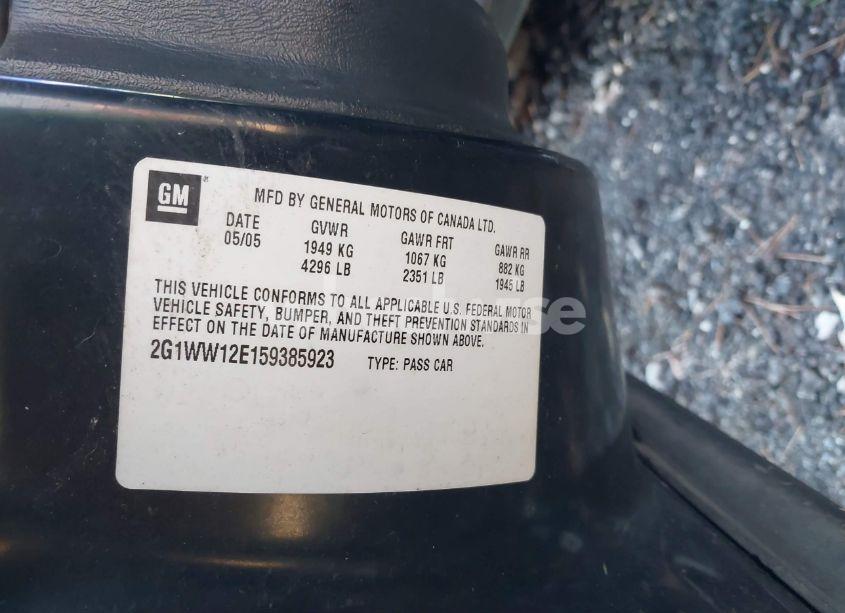 GM
MFD BY GENERAL MOTORS OF CANADA LTD.
DATE GVWR GAWR FRT GAWR RR
05/05 1949 KG 1067 KG 882 KG
4296 LB 2351 LB 1945 LB
THIS VEHICLE CONFORMS TO ALL APPLICABLE U.S. FEDERAL MOTOR
VEHICLE SAFETY, BUMPER, AND THEFT PREVENTION STANDARDS IN
EFFECT ON THE DATE OF MANUFACTURE SHOWN ABOVE.
2G1WW12E159385923 TYPE: PASS CAR